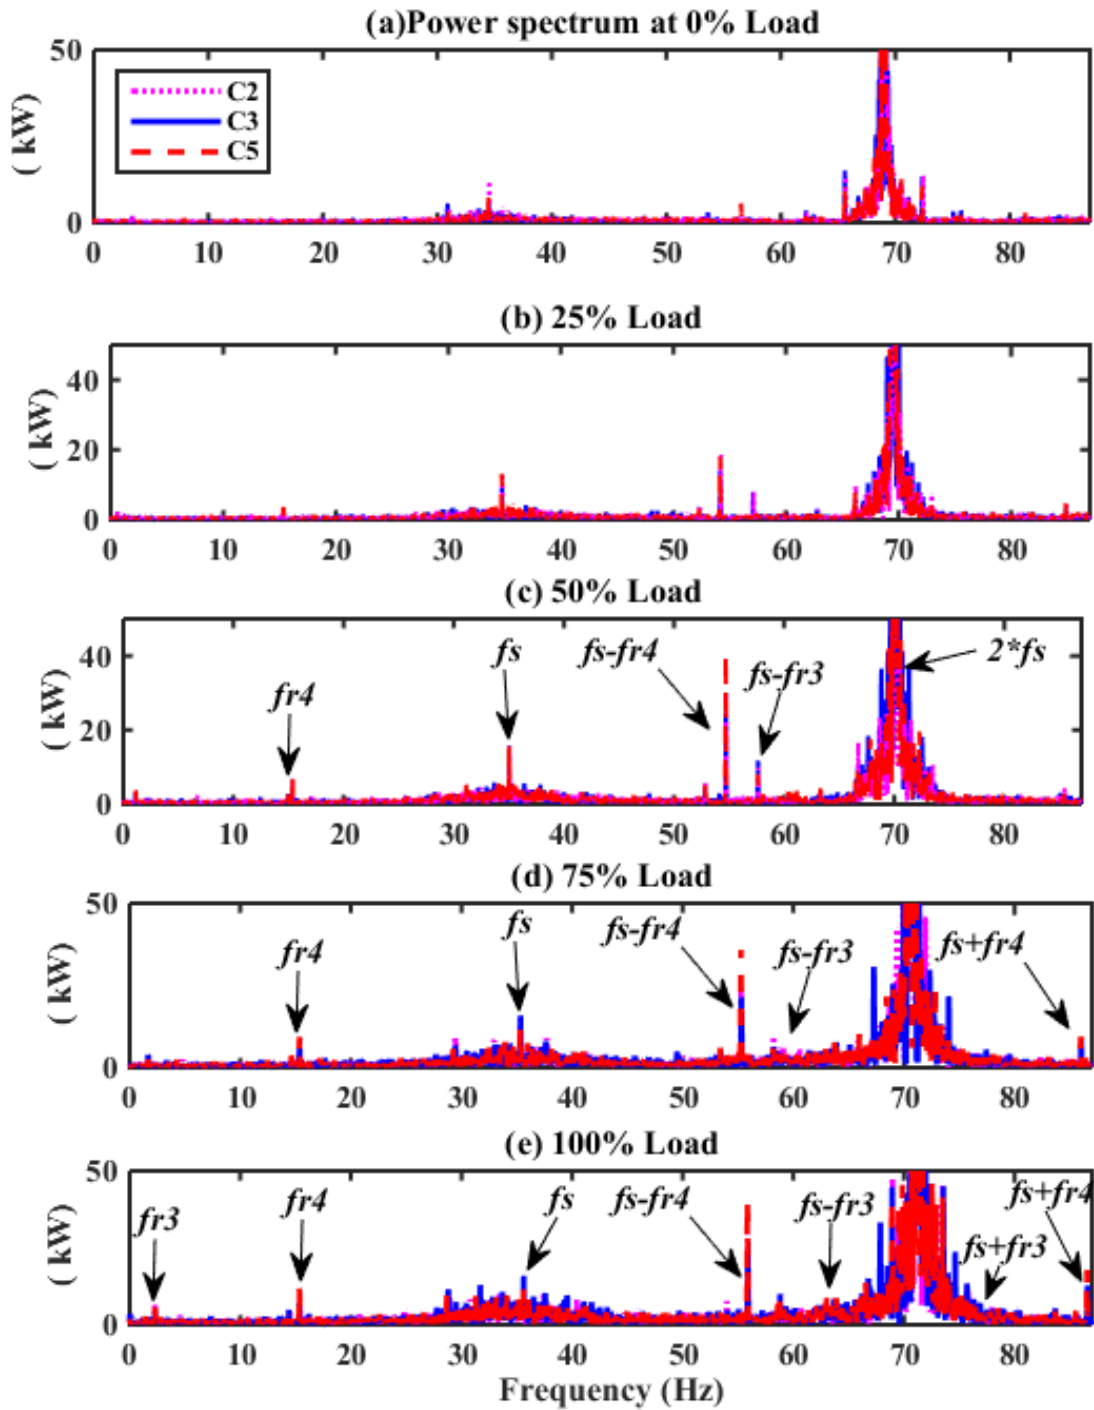 (a)Power spectrum at 0% Load
50
0
( kW)
C2
C3
C5
0 10 20 30 40 50 60 70 80
(b) 25% Load
40
20
0
( kW)
0 10 20 30 40 50 60 70 80
(c) 50% Load
40
20
0
( kW)
fr4
fs
fs-fr4
fs-fr3
2*fs
0 10 20 30 40 50 60 70 80
(d) 75% Load
50
0
( kW)
fr4
fs
fs-fr4
fs-fr3
fs+fr4
0 10 20 30 40 50 60 70 80
(e) 100% Load
50
0
( kW)
fr3
fr4
fs
fs-fr4
fs-fr3
fs+fr3
fs+fr4
0 10 20 30 40 50 60 70 80
Frequency (Hz)